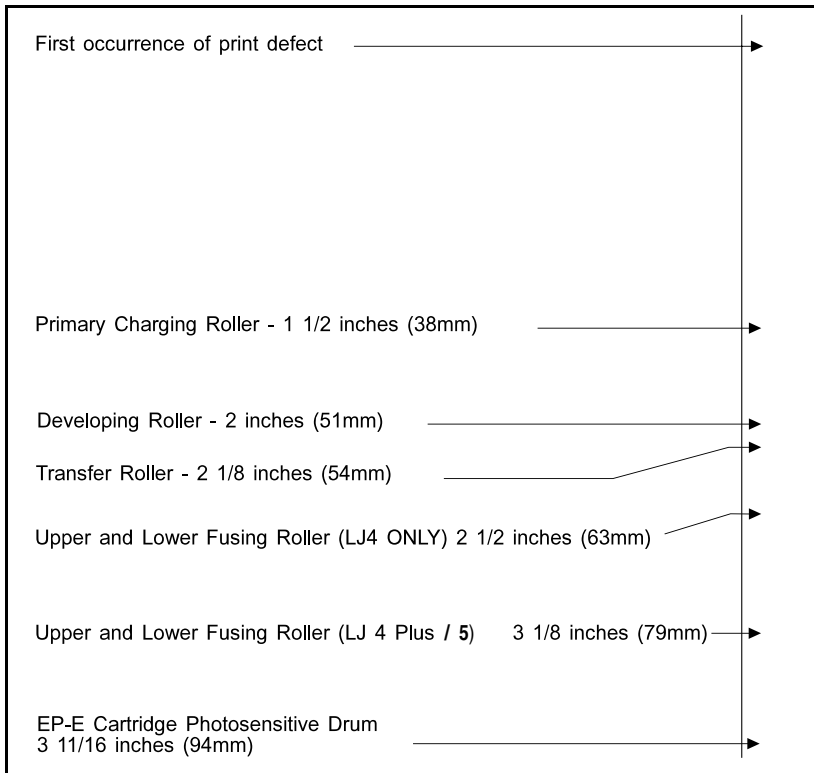 First occurrence of print defect
Primary Charging Roller - 1 1/2 inches (38mm)
Developing Roller - 2 inches (51mm)
Transfer Roller - 2 1/8 inches (54mm)
Upper and Lower Fusing Roller (LJ4 ONLY) 2 1/2 inches (63mm)
Upper and Lower Fusing Roller (LJ 4 Plus / 5) 3 1/8 inches (79mm)
EP-E Cartridge Photosensitive Drum
3 11/16 inches (94mm)